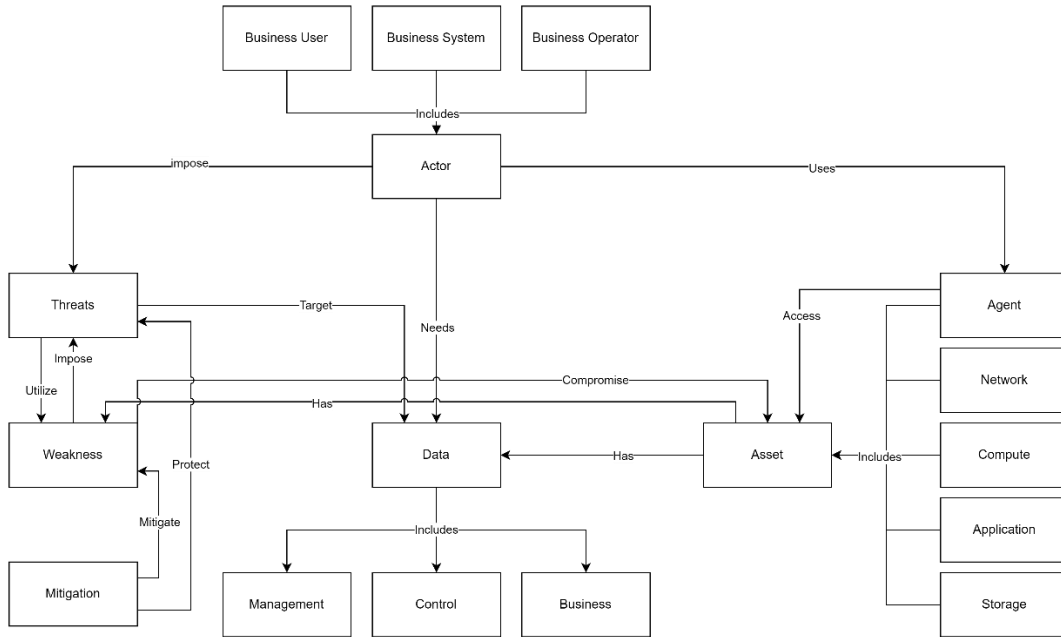 Business User
Business System
Business Operator
Includes
Actor
impose
Uses
Threats
Target
Agent
Access
Needs
Impose
Network
Utilize
Compromise
Has
Weakness
Data
Has
Asset
Includes
Compute
Protect
Mitigate
Includes
Application
Mitigation
Management
Control
Business
Storage